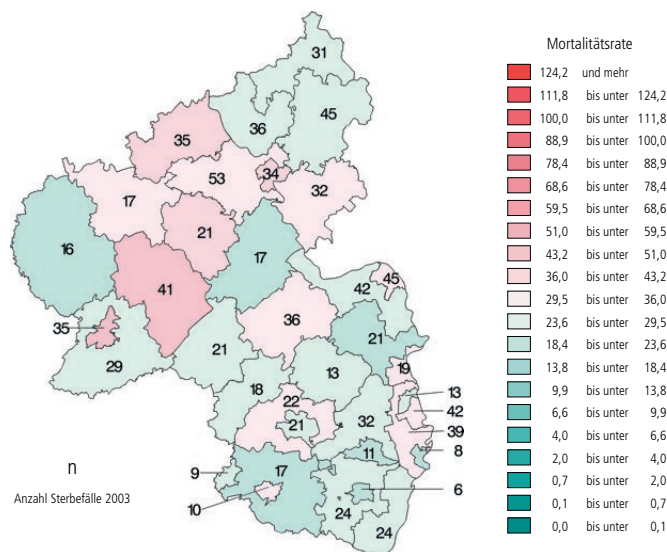 31
45
36
35
34
53
32
17
21
16
17
45
42
41
36
35
21
21
29
19
13
18
13
22
42
21
32
39
8
11
9
17
6
10
24
24
n
Anzahl Sterbefälle 2003
Mortalitätsrate
124,2 und mehr
111,8 bis unter 124,2
100,0 bis unter 111,8
88,9 bis unter 100,0
78,4 bis unter 88,9
68,6 bis unter 78,4
59,5 bis unter 68,6
51,0 bis unter 59,5
43,2 bis unter 51,0
36,0 bis unter 43,2
29,5 bis unter 36,0
23,6 bis unter 29,5
18,4 bis unter 23,6
13,8 bis unter 18,4
9,9 bis unter 13,8
6,6 bis unter 9,9
4,0 bis unter 6,6
2,0 bis unter 4,0
0,7 bis unter 2,0
0,1 bis unter 0,7
0,0 bis unter 0,1